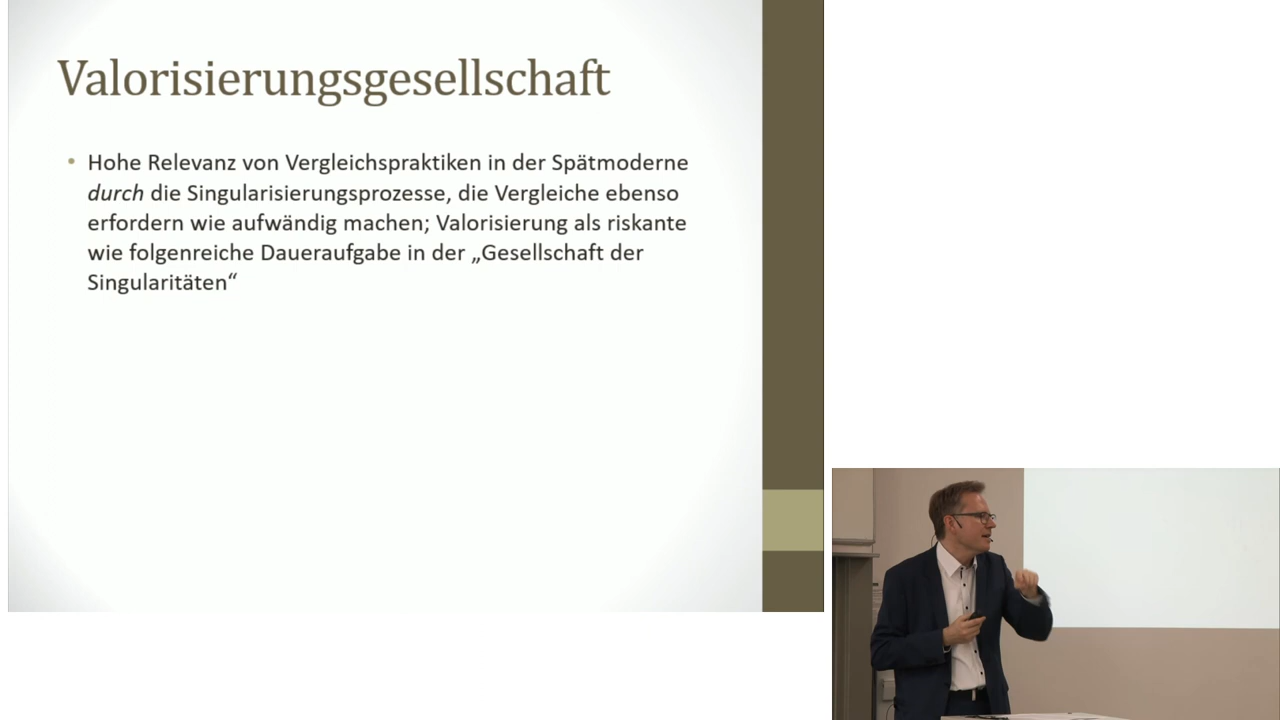 Valorisierungsgesellschaft
• Hohe Relevanz von Vergleichspraktiken in der Spätmoderne
durch die Singularisierungsprozesse, die Vergleiche ebenso
erfordern wie aufwändig machen; Valorisierung als riskante
wie folgenreiche Daueraufgabe in der „Gesellschaft der
Singularitäten“